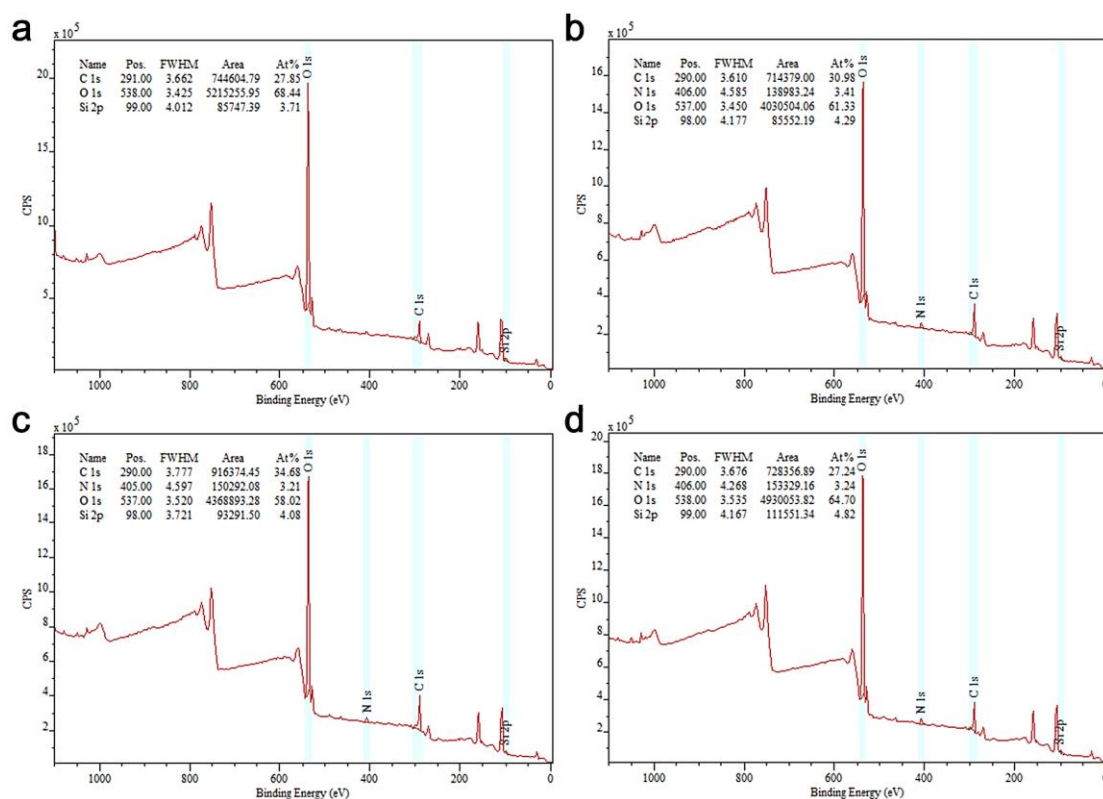 a
x 10^5
Name Pos. FWHM Area At%
C 1s 291.00 3.662 744604.79 27.85
O 1s 538.00 3.425 5215255.95 68.44
Si 2p 99.00 4.012 85747.39 3.71
O 1s
C 1s
Si 2p
20
15
10
5
CPS
1000 800 600 400 200 0
Binding Energy (eV)
b
x 10^5
Name Pos. FWHM Area At%
C 1s 290.00 3.610 714379.00 30.98
N 1s 406.00 4.585 138983.24 3.41
O 1s 537.00 3.450 4030504.06 61.33
Si 2p 98.00 4.177 85552.19 4.29
O 1s
N 1s
C 1s
Si 2p
16
14
12
10
8
6
4
2
CPS
1000 800 600 400 200 0
Binding Energy (eV)
c
x 10^5
Name Pos. FWHM Area At%
C 1s 290.00 3.777 916374.45 34.68
N 1s 405.00 4.597 150292.08 3.21
O 1s 537.00 3.520 4368893.28 58.02
Si 2p 98.00 3.721 93291.50 4.08
O 1s
N 1s
C 1s
Si 2p
18
16
14
12
10
8
6
4
2
CPS
1000 800 600 400 200 0
Binding Energy (eV)
d
x 10^5
Name Pos. FWHM Area At%
C 1s 290.00 3.676 728356.89 27.24
N 1s 406.00 4.268 153329.16 3.24
O 1s 538.00 3.535 4930053.82 64.70
Si 2p 99.00 4.167 111551.34 4.82
O 1s
N 1s
C 1s
Si 2p
20
18
16
14
12
10
8
6
4
2
CPS
1000 800 600 400 200 0
Binding Energy (eV)